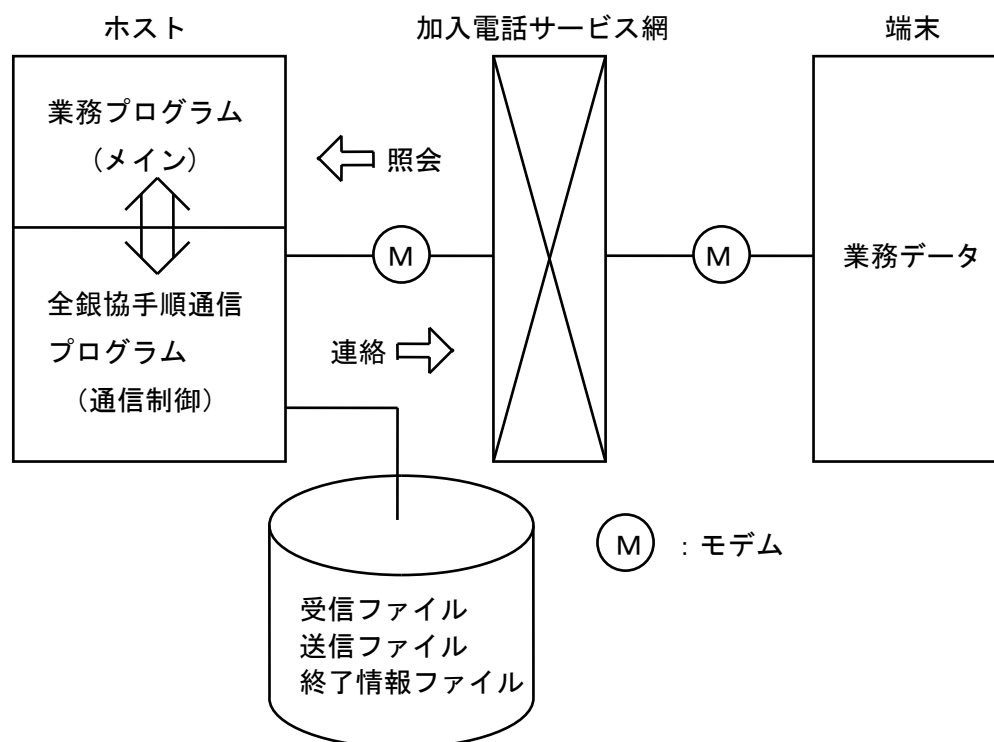 ホスト
加入電話サービス網
端末
業務プログラム
（メイン）
照会
M
M
業務データ
全銀協手順通信
プログラム
（通信制御）
連絡
M
：モデム
受信ファイル
送信ファイル
終了情報ファイル